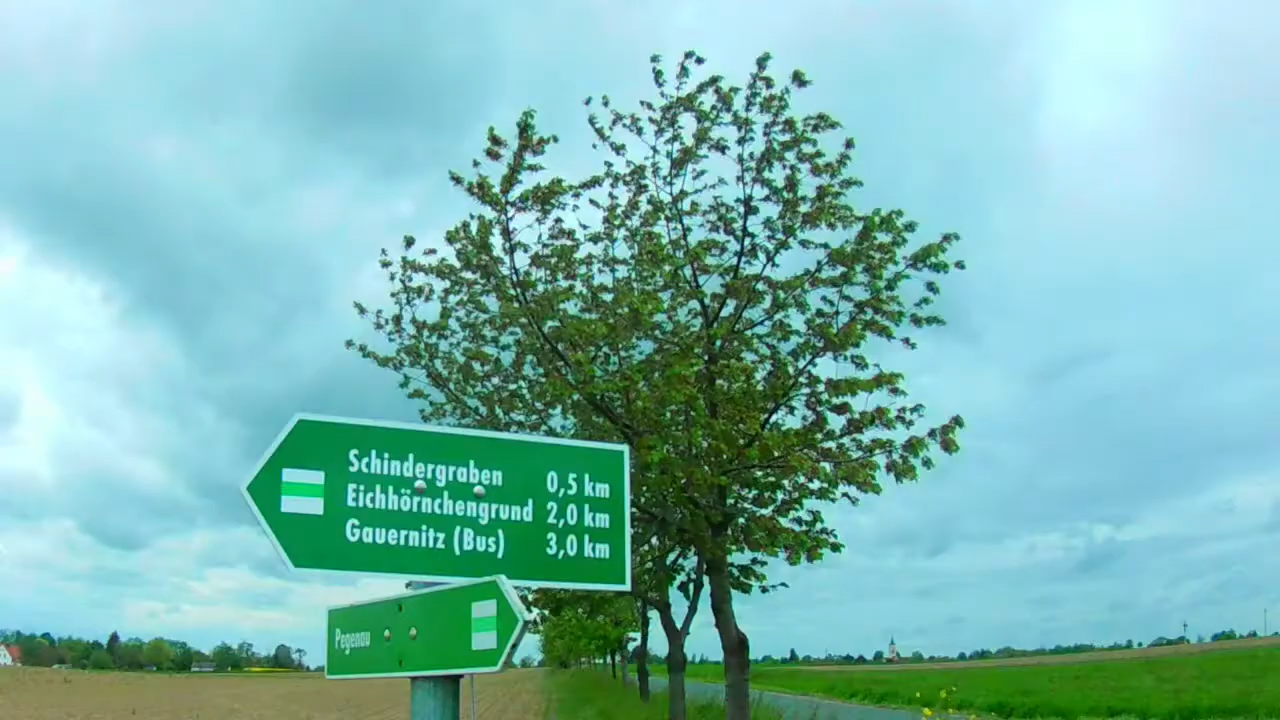 Schindergraben 0,5 km
Eichhörnchengrund 2,0 km
Gauernitz (Bus) 3,0 km
Pegenau